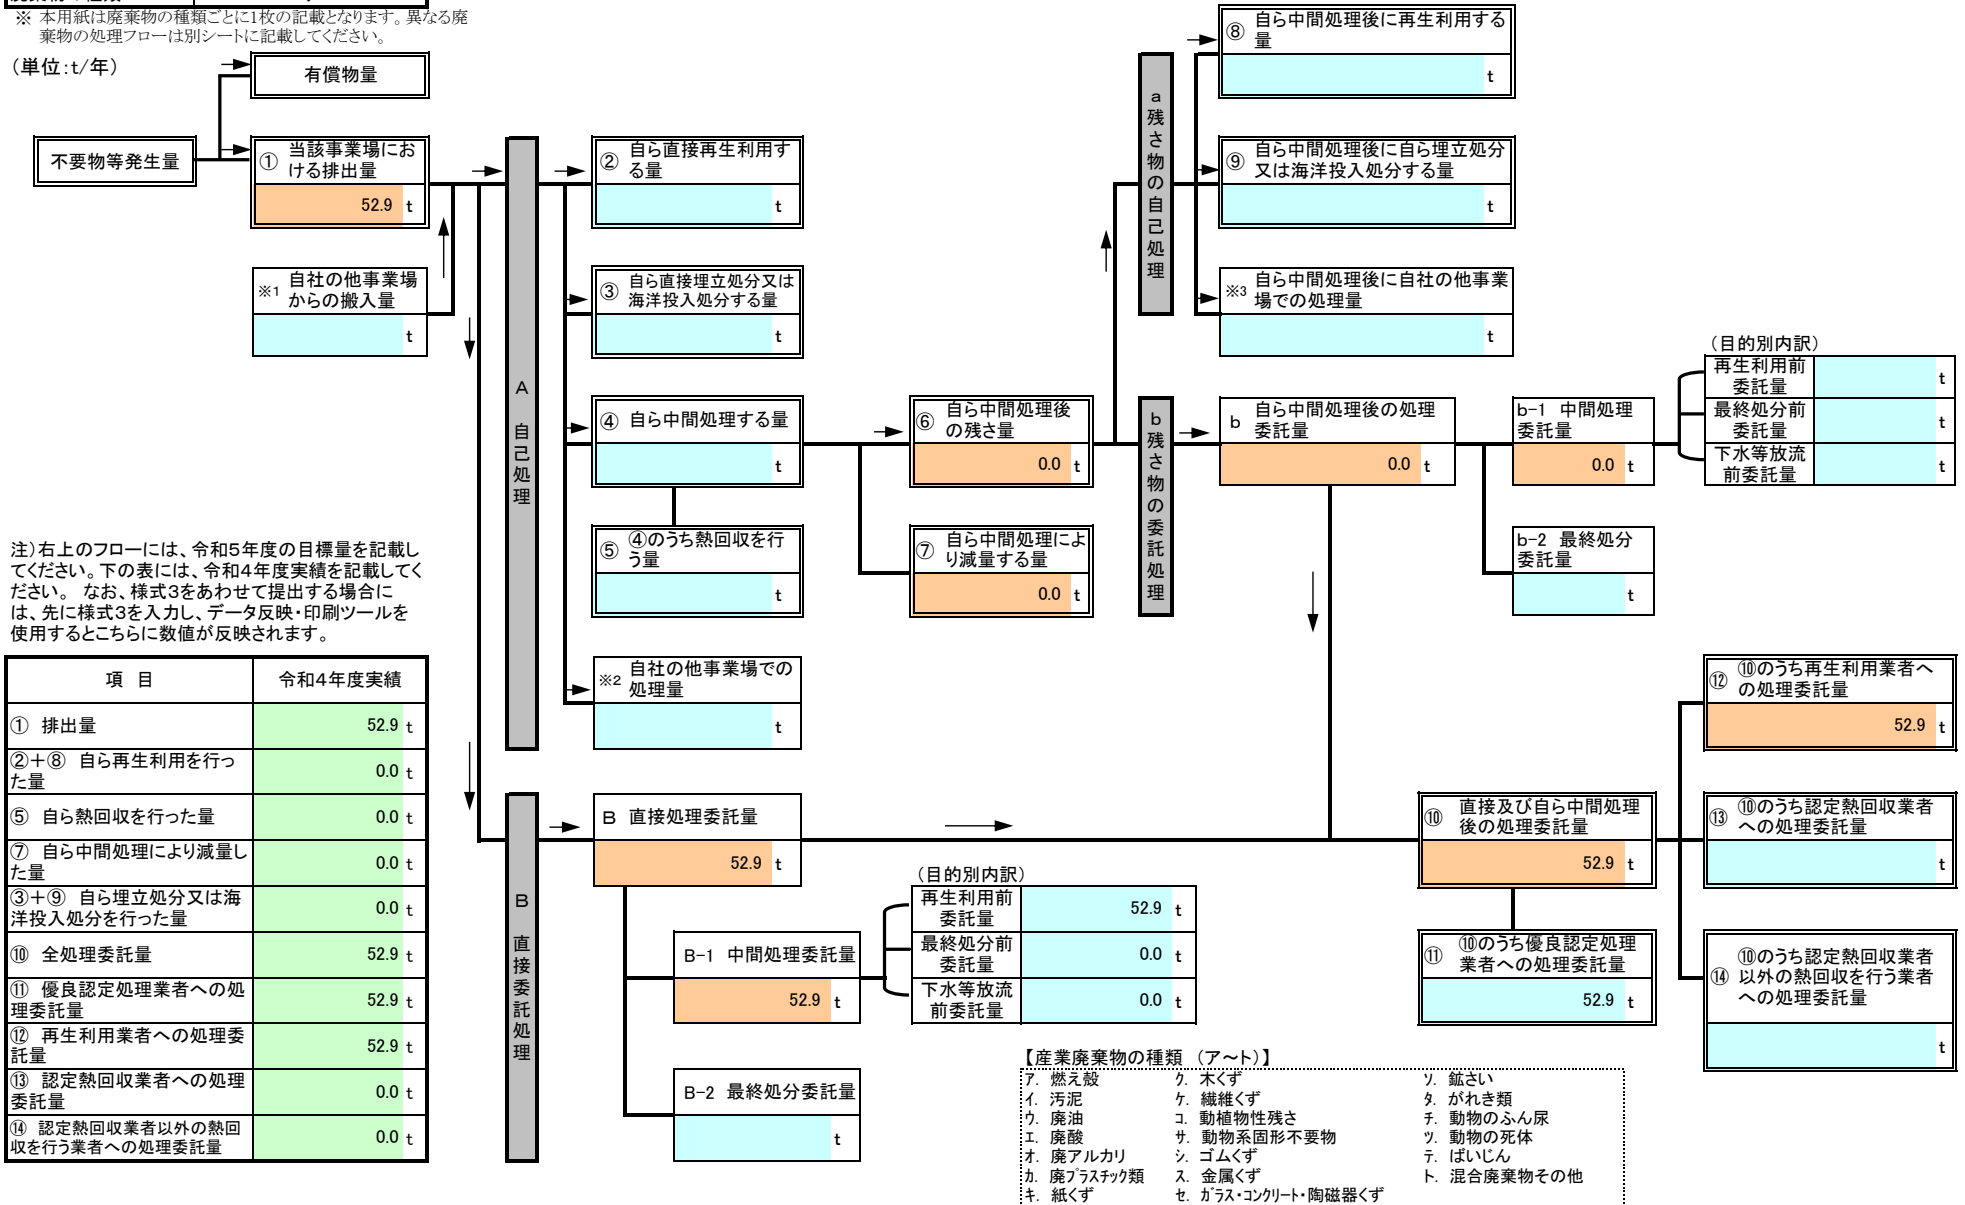 ※ 本用紙は廃棄物の種類ごとに1枚の記載となります。異なる廃
棄物の処理フローは別シートに記載してください。
（単位：t/年）
有償物量
不要物等発生量
① 当該事業場にお
ける排出量
52.9 t
※1 自社の他事業場
からの搬入量
t
A 自己処理
② 自ら直接再生利用す
る量
t
③ 自ら直接埋立処分又は
海洋投入処分する量
t
④ 自ら中間処理する量
t
⑤ ④のうち熱回収を行
う量
t
※2 自社の他事業場での
処理量
t
⑥ 自ら中間処理後
の残さ量
0.0 t
⑦ 自ら中間処理によ
り減量する量
0.0 t
a 残さ物の自己処理
⑧ 自ら中間処理後に再生利用する
量
t
⑨ 自ら中間処理後に自ら埋立処分
又は海洋投入処分する量
t
※3 自ら中間処理後に自社の他事業
場での処理量
t
b 残さ物の委託処理
b 自ら中間処理後の処理
委託量
0.0 t
b-1 中間処理
委託量
0.0 t
（目的別内訳）
再生利用前
委託量
t
最終処分前
委託量
t
下水等放流
前委託量
t
b-2 最終処分
委託量
t
注）右上のフローには、令和5年度の目標量を記載し
てください。下の表には、令和4年度実績を記載してく
ださい。 なお、様式3をあわせて提出する場合に
は、先に様式3を入力し、データ反映・印刷ツールを
使用するとこちらに数値が反映されます。
項 目 令和4年度実績
① 排出量 52.9 t
②＋⑧ 自ら再生利用を行っ
た量 0.0 t
⑤ 自ら熱回収を行った量 0.0 t
⑦ 自ら中間処理により減量し
た量 0.0 t
③＋⑨ 自ら埋立処分又は海
洋投入処分を行った量 0.0 t
⑩ 全処理委託量 52.9 t
⑪ 優良認定処理業者への処
理委託量 52.9 t
⑫ 再生利用業者への処理委
託量 52.9 t
⑬ 認定熱回収業者への処理
委託量 0.0 t
⑭ 認定熱回収業者以外の熱回
収を行う業者への処理委託量 0.0 t
B 直接委託処理
B 直接処理委託量
52.9 t
B-1 中間処理委託量
52.9 t
（目的別内訳）
再生利用前
委託量 52.9 t
最終処分前
委託量 0.0 t
下水等放流
前委託量 0.0 t
B-2 最終処分委託量
t
⑩ 直接及び自ら中間処理
後の処理委託量
52.9 t
⑪ ⑩のうち優良認定処理
業者への処理委託量
52.9 t
⑫ ⑩のうち再生利用業者へ
の処理委託量
52.9 t
⑬ ⑩のうち認定熱回収業者
への処理委託量
t
⑭ ⑩のうち認定熱回収業者
以外の熱回収を行う業者
への処理委託量
t
【産業廃棄物の種類 （ア～ト）】
ア. 燃え殻 ク. 木くず ソ. 鉱さい
イ. 汚泥 ケ. 繊維くず タ. がれき類
ウ. 廃油 コ. 動植物性残さ チ. 動物のふん尿
エ. 廃酸 サ. 動物系固形不要物 ツ. 動物の死体
オ. 廃アルカリ シ. ゴムくず テ. ばいじん
カ. 廃プラスチック類 ス. 金属くず ト. 混合廃棄物その他
キ. 紙くず セ. ガラス・コンクリート・陶磁器くず